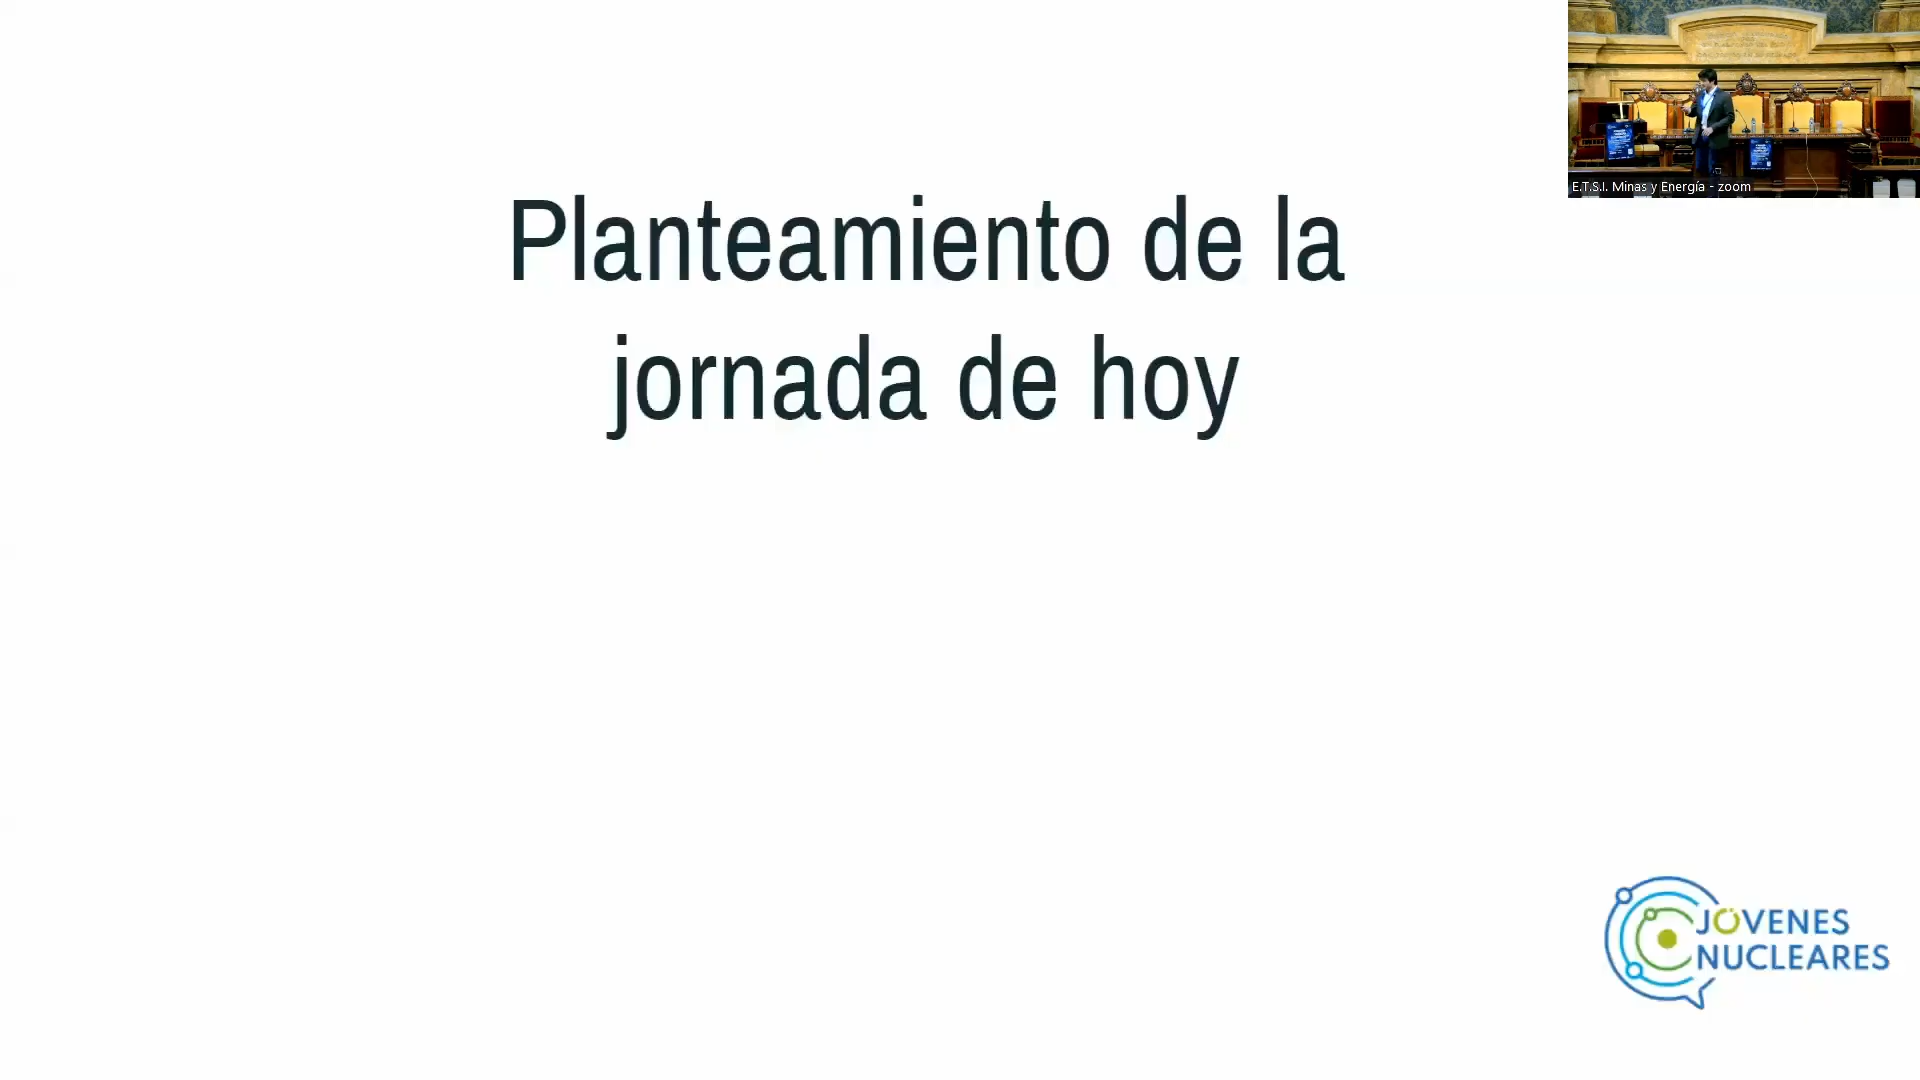 Planteamiento de la
jornada de hoy
E.T.S.I. Minas y Energía - zoom
JÓVENES
NUCLEARES